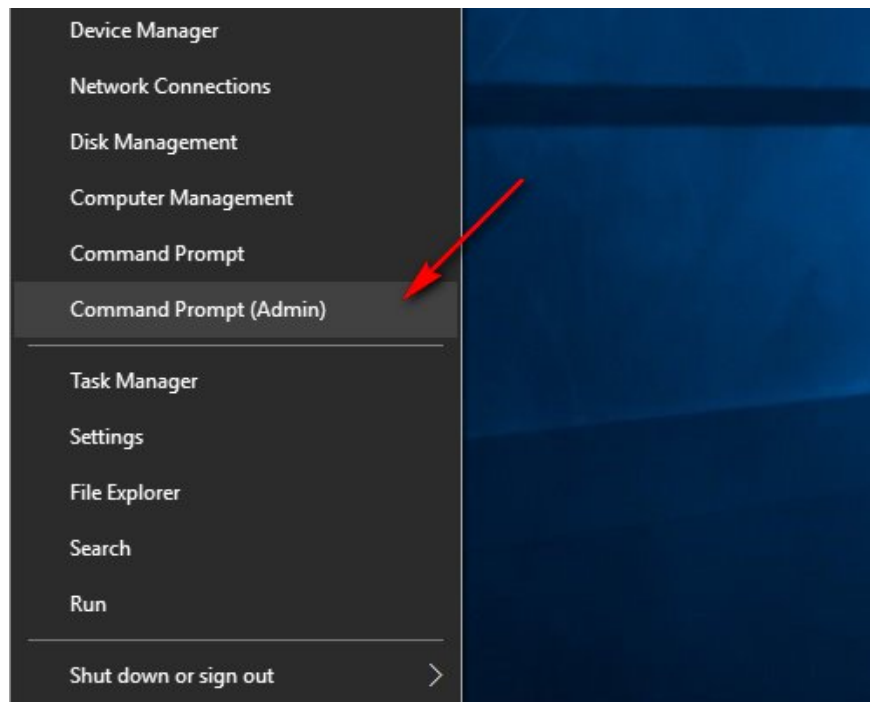 Device Manager
Network Connections
Disk Management
Computer Management
Command Prompt
Command Prompt (Admin)
Task Manager
Settings
File Explorer
Search
Run
Shut down or sign out